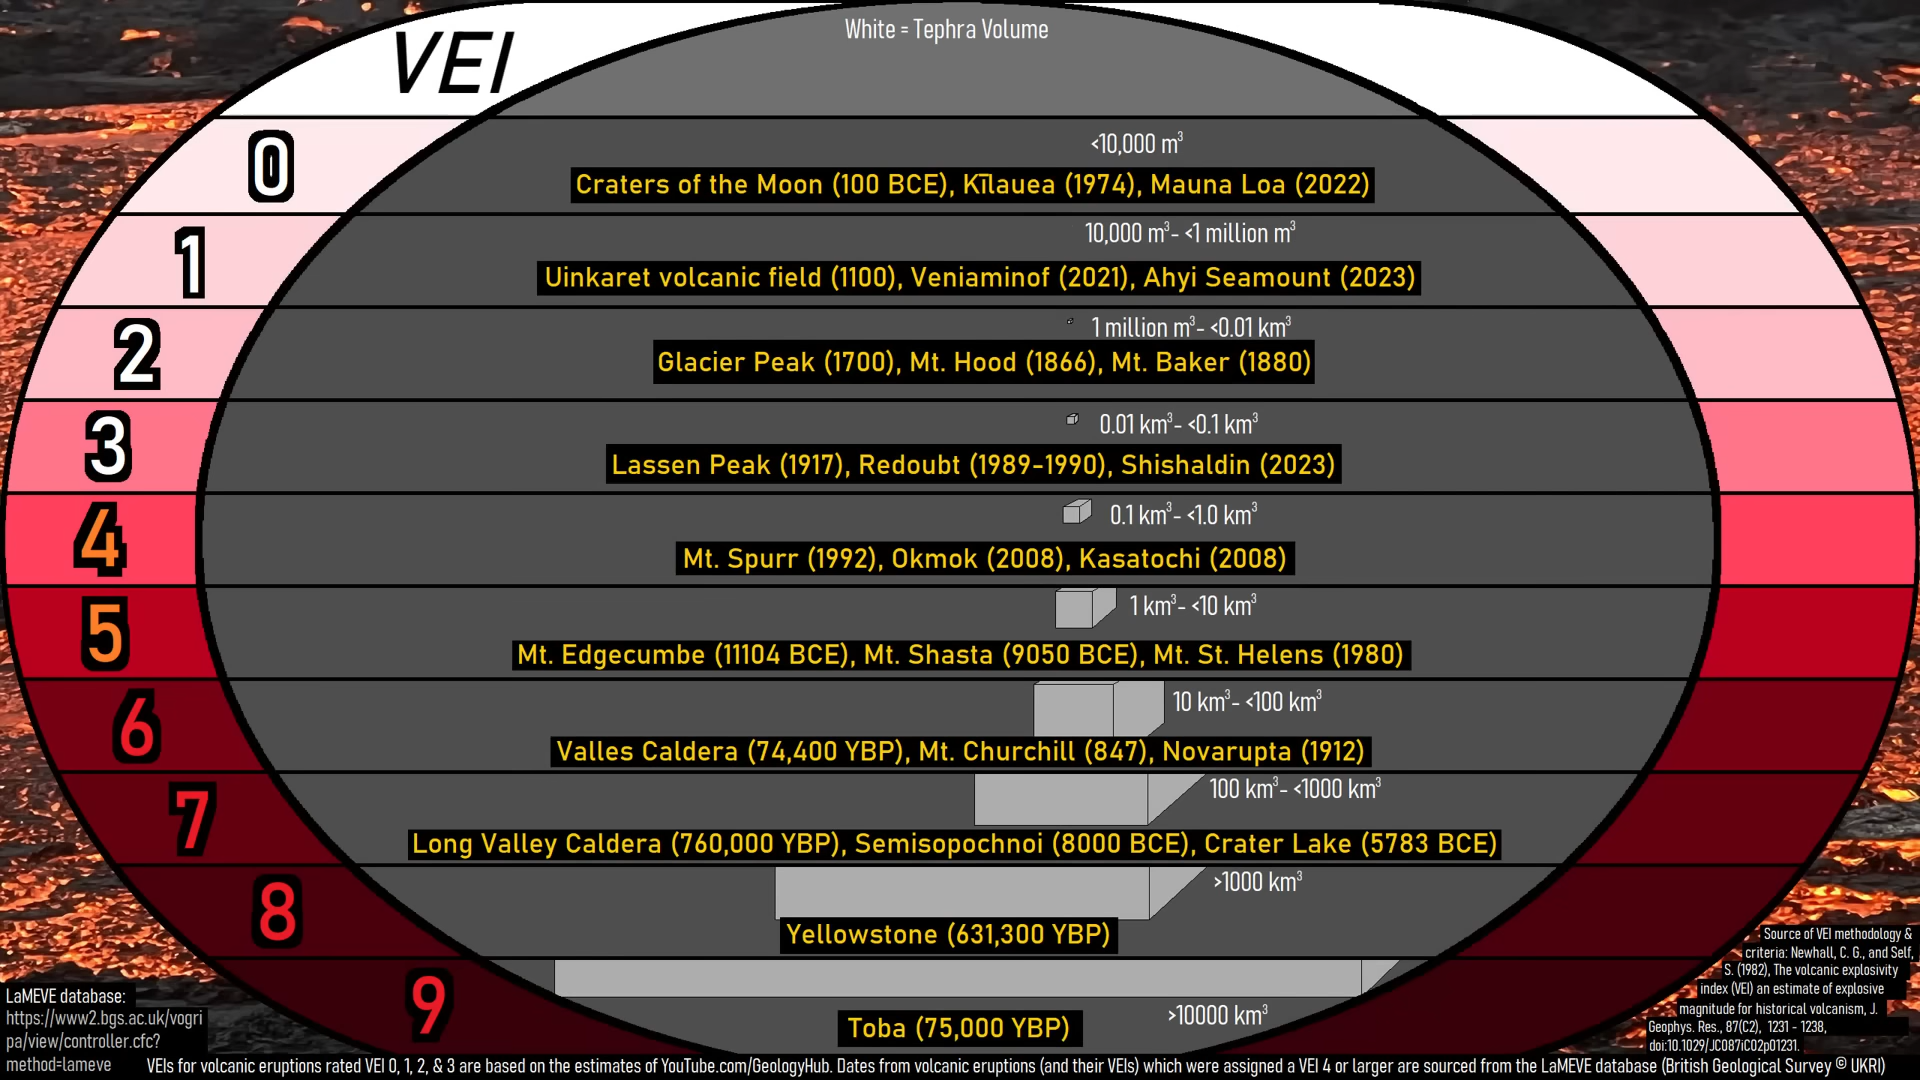 White = Tephra Volume
VEI
0
<10,000 m³
Craters of the Moon (100 BCE), Kīlauea (1974), Mauna Loa (2022)
1
10,000 m³- <1 million m³
Uinkaret volcanic field (1100), Veniaminof (2021), Ahyi Seamount (2023)
2
1 million m³- <0.01 km³
Glacier Peak (1700), Mt. Hood (1866), Mt. Baker (1880)
3
0.01 km³- <0.1 km³
Lassen Peak (1917), Redoubt (1989-1990), Shishaldin (2023)
4
0.1 km³- <1.0 km³
Mt. Spurr (1992), Okmok (2008), Kasatochi (2008)
5
1 km³- <10 km³
Mt. Edgecumbe (11104 BCE), Mt. Shasta (9050 BCE), Mt. St. Helens (1980)
6
10 km³- <100 km³
Valles Caldera (74,400 YBP), Mt. Churchill (847), Novarupta (1912)
7
100 km³- <1000 km³
Long Valley Caldera (760,000 YBP), Semisopochnoi (8000 BCE), Crater Lake (5783 BCE)
8
>1000 km³
Yellowstone (631,300 YBP)
9
>10000 km³
Toba (75,000 YBP)
Source of VEI methodology &
criteria: Newhall, C. G., and Self,
S. (1982), The volcanic explosivity
index (VEI) an estimate of explosive
magnitude for historical volcanism, J.
Geophys. Res., 87(C2), 1231 - 1238,
doi:10.1029/JC087iC02p01231.
LaMEVE database:
https://www2.bgs.ac.uk/vogri
pa/view/controller.cfc?
method=lameve
VEIs for volcanic eruptions rated VEI 0, 1, 2, & 3 are based on the estimates of YouTube.com/GeologyHub. Dates from volcanic eruptions (and their VEIs) which were assigned a VEI 4 or larger are sourced from the LaMEVE database (British Geological Survey © UKRI)